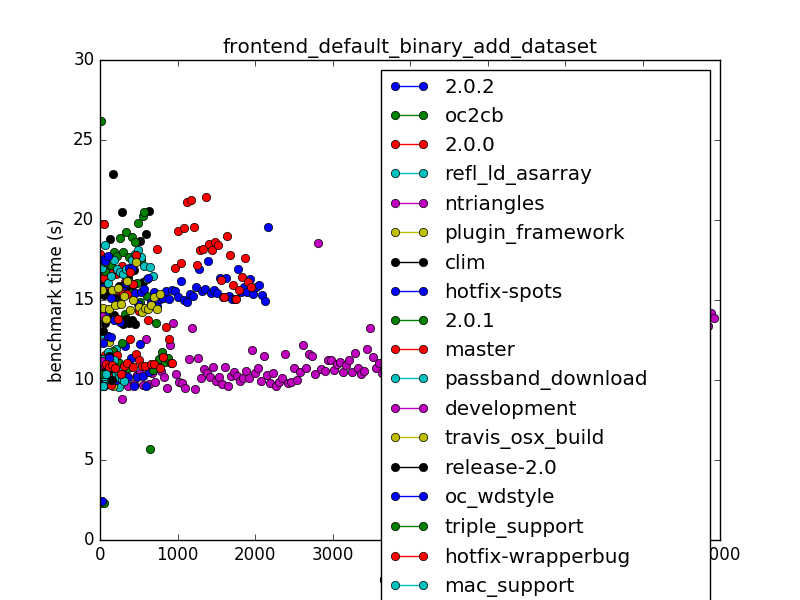 frontend_default_binary_add_dataset
benchmark time (s)
30
25
20
15
10
5
0
0 1000 2000 3000 000
2.0.2
oc2cb
2.0.0
refl_ld_asarray
ntriangles
plugin_framework
clim
hotfix-spots
2.0.1
master
passband_download
development
travis_osx_build
release-2.0
oc_wdstyle
triple_support
hotfix-wrapperbug
mac_support